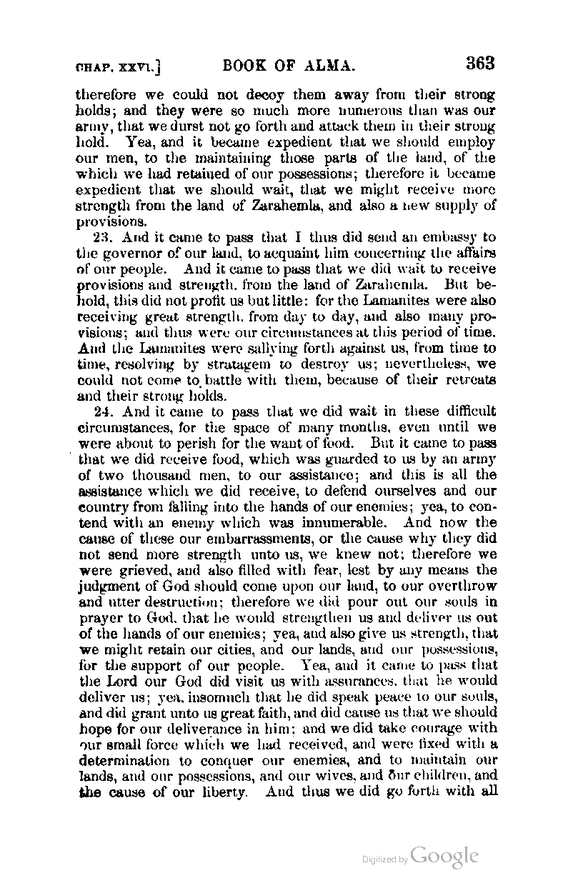 CHAP. XXVI.] BOOK OF ALMA. 363
therefore we could not decoy them away from their strong
holds; and they were so much more numerous than was our
army, that we durst not go forth and attack them in their strong
hold. Yea, and it became expedient that we should employ
our men, to the maintaining those parts of the land, of the
which we had retained of our possessions; therefore it became
expedient that we should wait, that we might receive more
strength from the land of Zarahemla, and also a new supply of
provisions.
23. And it came to pass that I thus did send an embassy to
the governor of our land, to acquaint him concerning the affairs
of our people. And it came to pass that we did wait to receive
provisions and strength, from the land of Zarahemla. But be-
hold, this did not profit us but little: for the Lamanites were also
receiving great strength, from day to day, and also many pro-
visions; and thus were our circumstances at this period of time.
And the Lamanites were sallying forth against us, from time to
time, resolving by stratagem to destroy us; nevertheless, we
could not come to battle with them, because of their retreats
and their strong holds.
24. And it came to pass that we did wait in these difficult
circumstances, for the space of many months, even until we
were about to perish for the want of food. But it came to pass
that we did receive food, which was guarded to us by an army
of two thousand men, to our assistance; and this is all the
assistance which we did receive, to defend ourselves and our
country from falling into the hands of our enemies; yea, to con-
tend with an enemy which was innumerable. And now the
cause of these our embarrassments, or the cause why they did
not send more strength unto us, we knew not; therefore we
were grieved, and also filled with fear, lest by any means the
judgment of God should come upon our land, to our overthrow
and utter destruction; therefore we did pour out our souls in
prayer to God, that he would strengthen us and deliver us out
of the hands of our enemies; yea, and also give us strength, that
we might retain our cities, and our lands, and our possessions,
for the support of our people. Yea, and it came to pass that
the Lord our God did visit us with assurances, that he would
deliver us; yea, insomuch that he did speak peace to our souls,
and did grant unto us great faith, and did cause us that we should
hope for our deliverance in him; and we did take courage with
our small force which we had received, and were fixed with a
determination to conquer our enemies, and to maintain our
lands, and our possessions, and our wives, and our children, and
the cause of our liberty. And thus we did go forth with all
Digitized by Google